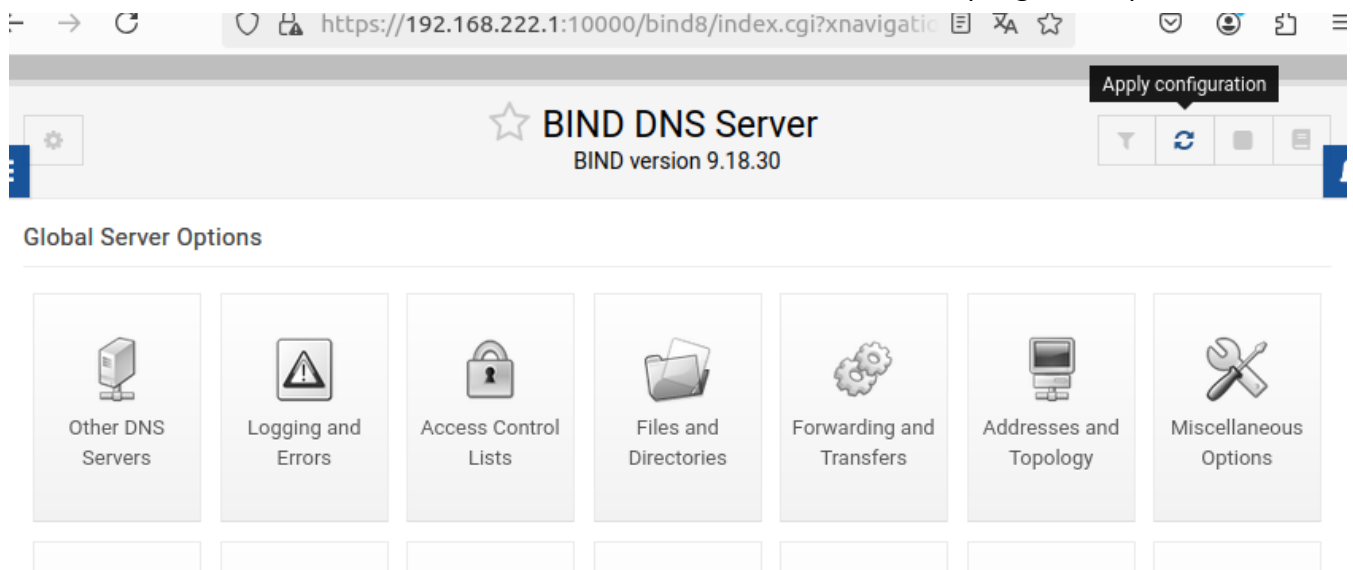 https://192.168.222.1:10000/bind8/index.cgi?xnavigatio
Apply configuration
BIND DNS Server
BIND version 9.18.30
Global Server Options
Other DNS
Servers
Logging and
Errors
Access Control
Lists
Files and
Directories
Forwarding and
Transfers
Addresses and
Topology
Miscellaneous
Options